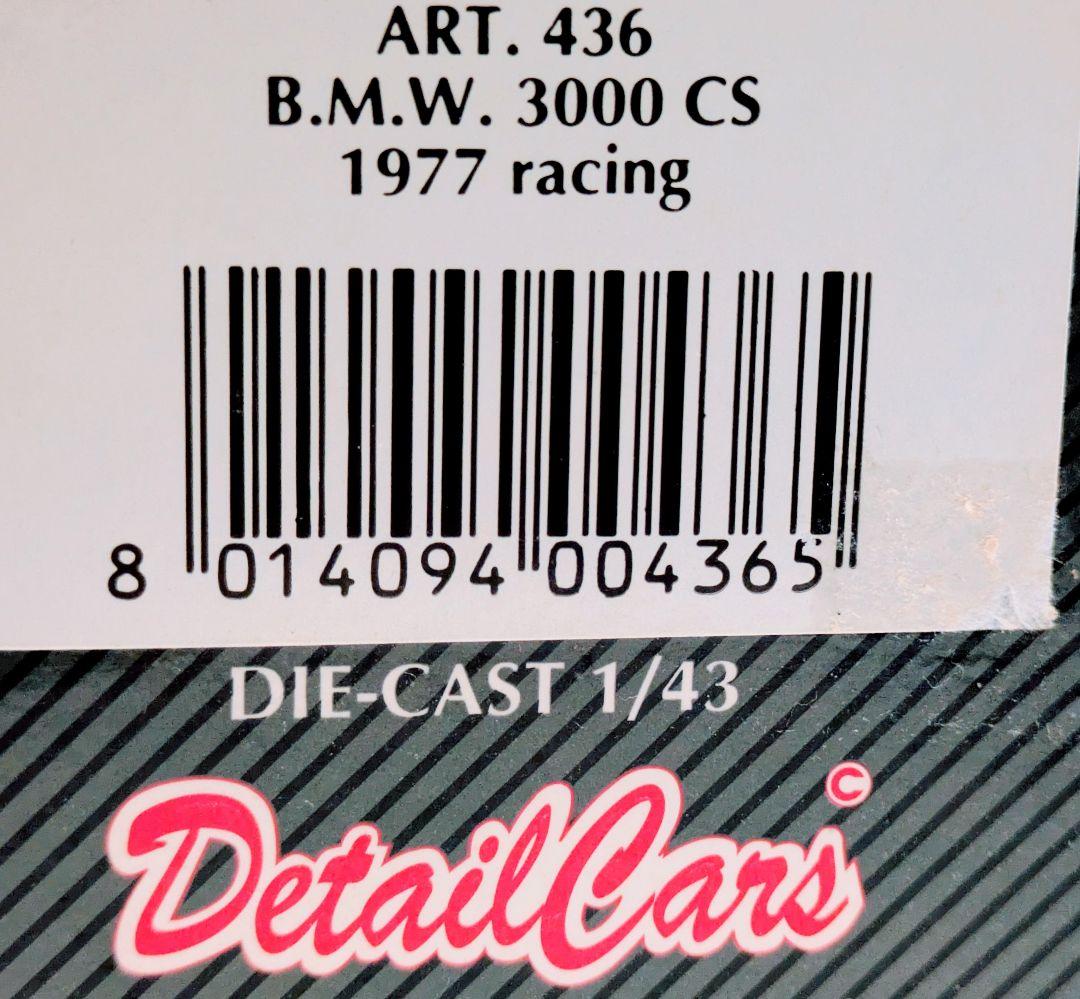 ART. 436
B.M.W. 3000 CS
1977 racing
8 014094 004365
DIE-CAST 1/43
DetailCars ©